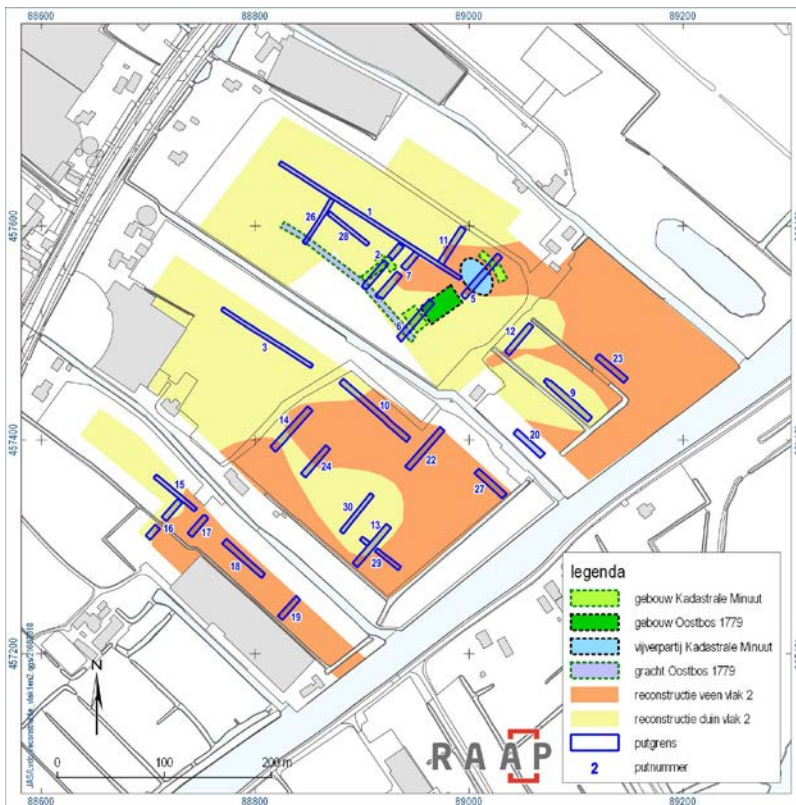 88600 88800 89000 89200
457600
1
26
28
11
2
7
5
6
12
23
3
9
10
457400
14
20
22
24
27
15
30
16
17
13
18
29
19
457200
legenda
gebouw Kadastrale Minuut
gebouw Oostbos 1779
vijverpartij Kadastrale Minuut
gracht Oostbos 1779
reconstructie veen vlak 2
reconstructie duin vlak 2
putgrens
2 putnummer
N
RAAP
0 100 200 m
88600 88800 89000 89200